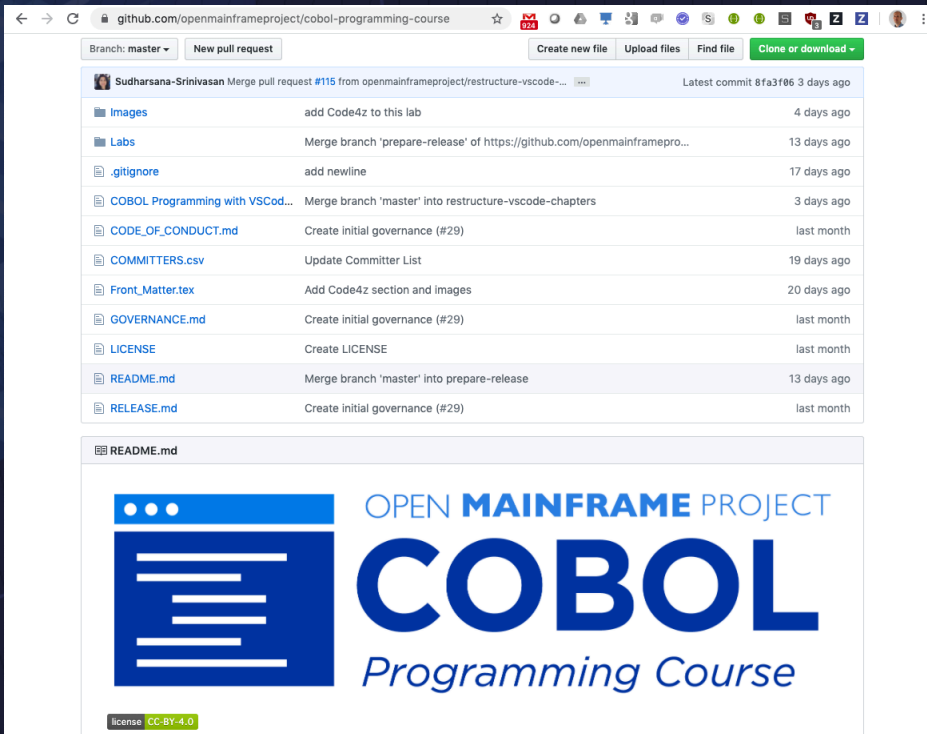 github.com/openmainframeproject/cobol-programming-course
924
S
3
Z
Z
Branch: master
New pull request
Create new file
Upload files
Find file
Clone or download
Sudharsana-Srinivasan Merge pull request #115 from openmainframeproject/restructure-vscode-... ...
Latest commit 8fa3f06 3 days ago
Images add Code4z to this lab 4 days ago
Labs Merge branch 'prepare-release' of https://github.com/openmainframepro... 13 days ago
.gitignore add newline 17 days ago
COBOL Programming with VSCod... Merge branch 'master' into restructure-vscode-chapters 3 days ago
CODE_OF_CONDUCT.md Create initial governance (#29) last month
COMMITTERS.csv Update Committer List 19 days ago
Front_Matter.tex Add Code4z section and images 20 days ago
GOVERNANCE.md Create initial governance (#29) last month
LICENSE Create LICENSE last month
README.md Merge branch 'master' into prepare-release 13 days ago
RELEASE.md Create initial governance (#29) last month
README.md
OPEN MAINFRAME PROJECT
COBOL
Programming Course
license CC-BY-4.0